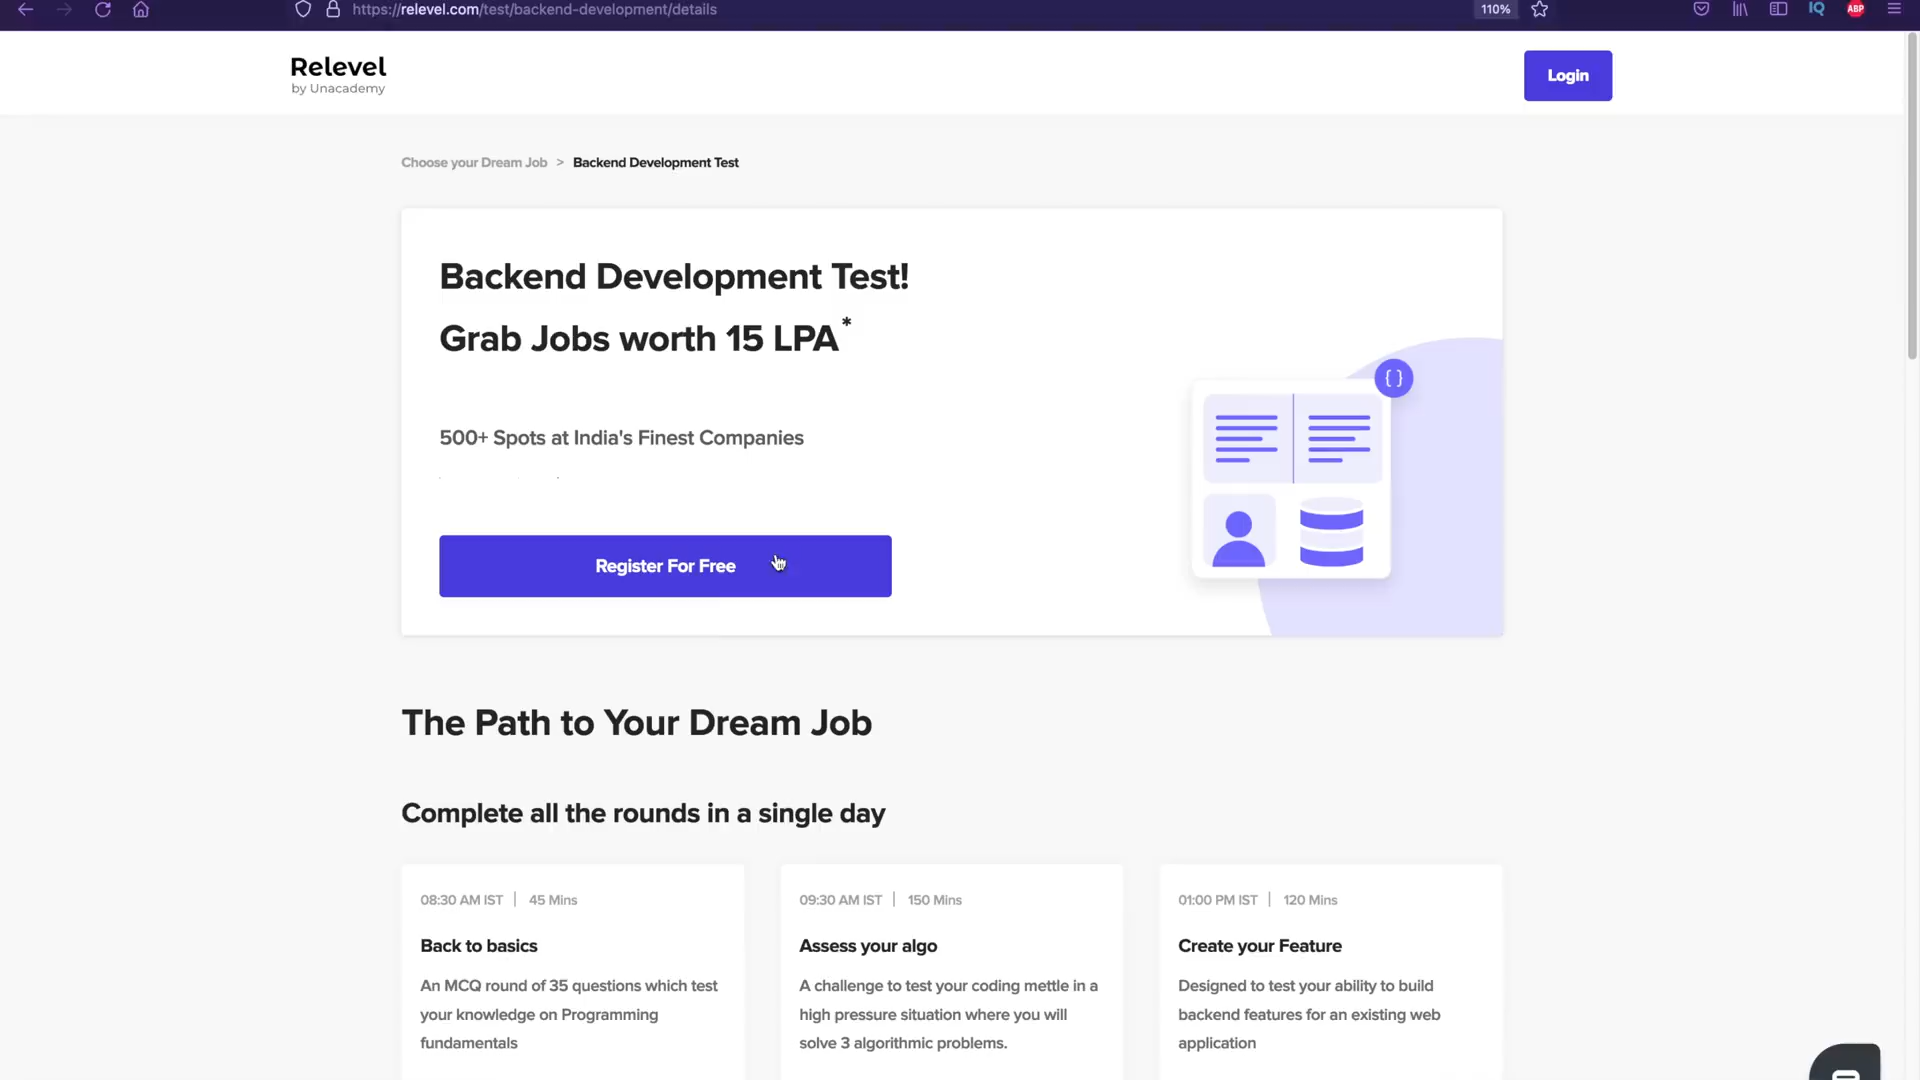 https://relevel.com/test/backend-development/details
110%
IQ
ABP
Relevel
by Unacademy
Login
Choose your Dream Job > Backend Development Test
Backend Development Test!
Grab Jobs worth 15 LPA*
{ }
500+ Spots at India's Finest Companies
Register For Free
The Path to Your Dream Job
Complete all the rounds in a single day
08:30 AM IST | 45 Mins
Back to basics
An MCQ round of 35 questions which test
your knowledge on Programming
fundamentals
09:30 AM IST | 150 Mins
Assess your algo
A challenge to test your coding mettle in a
high pressure situation where you will
solve 3 algorithmic problems.
01:00 PM IST | 120 Mins
Create your Feature
Designed to test your ability to build
backend features for an existing web
application